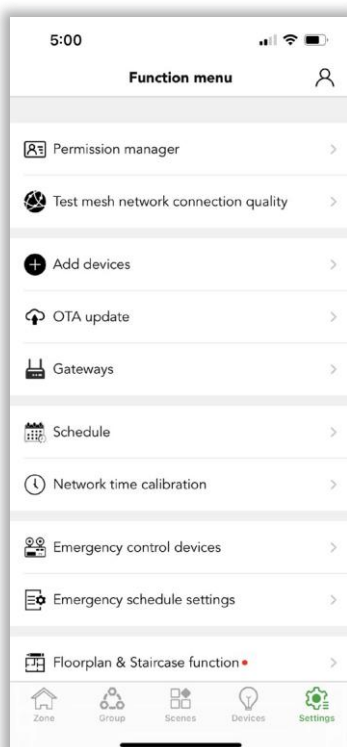 5:00
Function menu
Permission manager
Test mesh network connection quality
Add devices
OTA update
Gateways
Schedule
Network time calibration
Emergency control devices
Emergency schedule settings
Floorplan & Staircase function
Zone Group Scenes Devices Settings